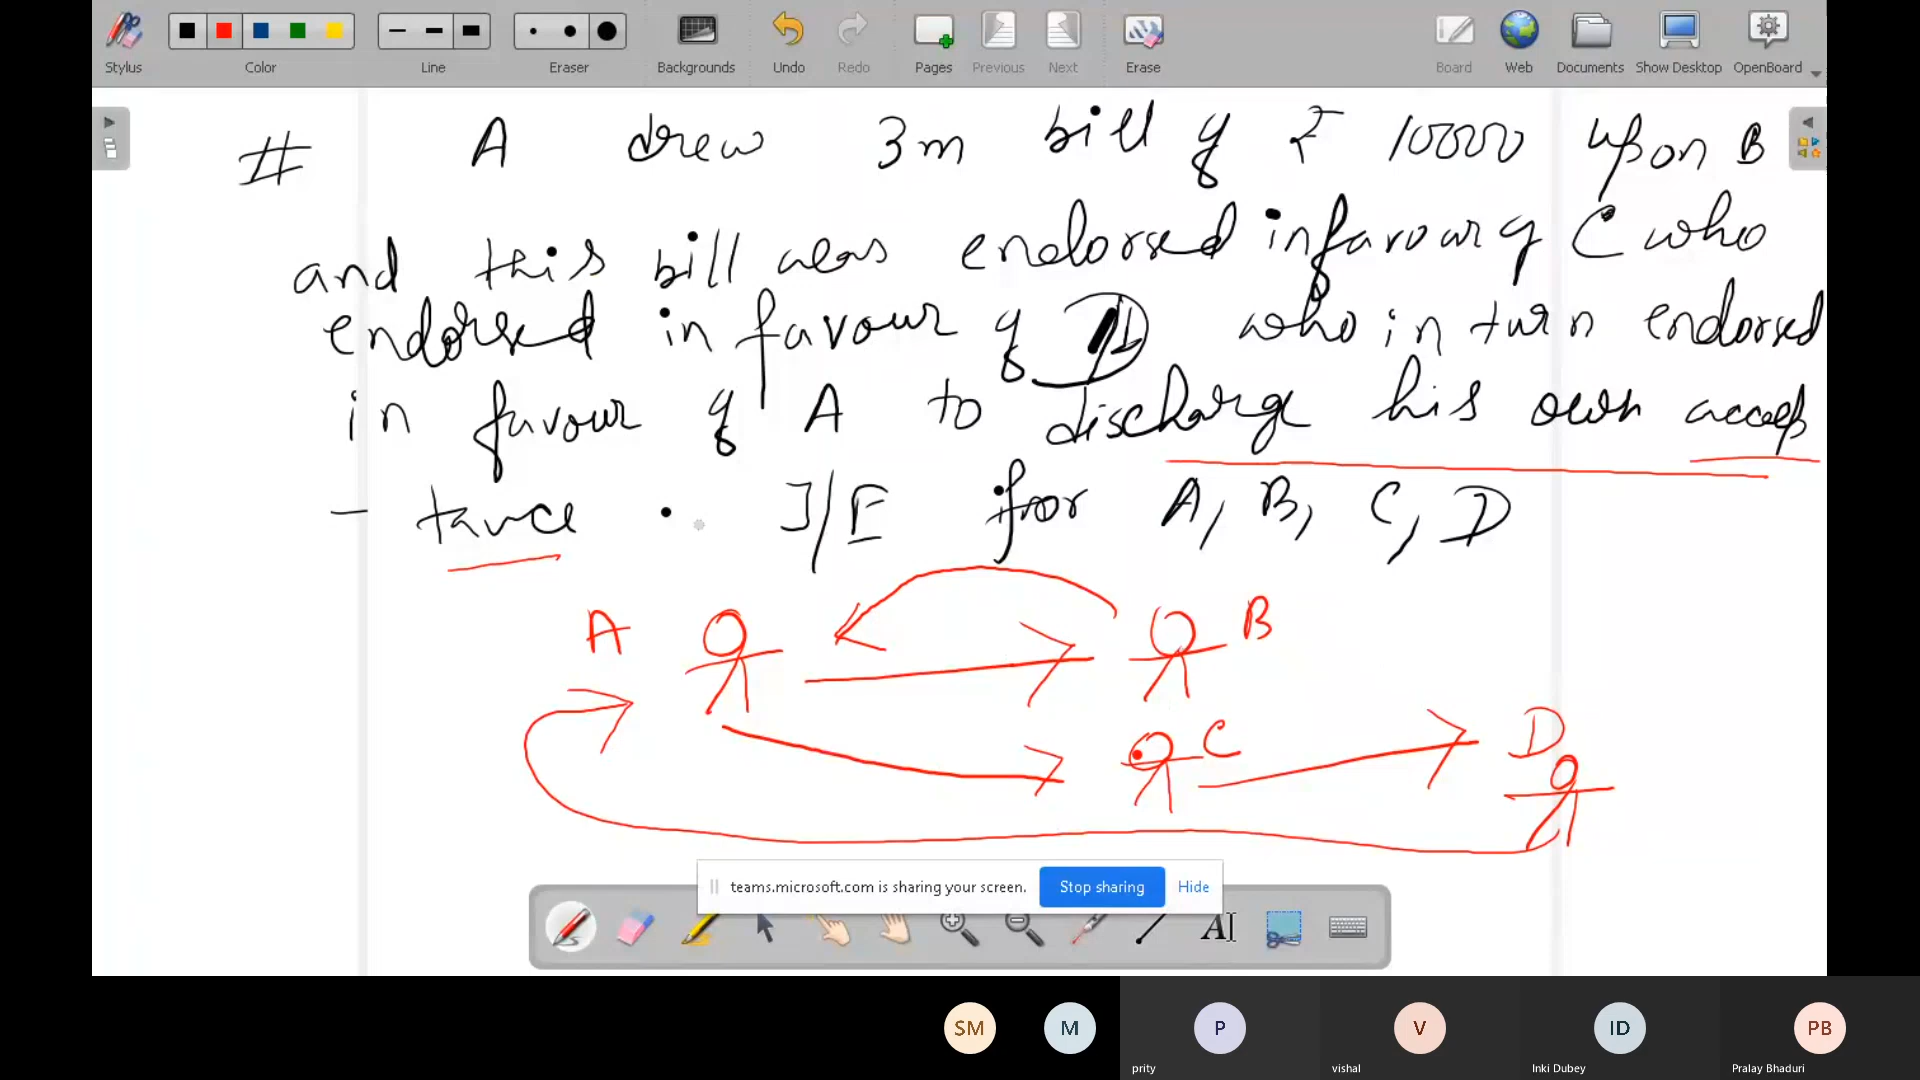 Stylus Color Line Eraser Backgrounds Undo Redo Pages Previous Next Erase Board Web Documents Show Desktop OpenBoard
# A drew 3m bill of ₹ 10000 upon B
and this bill was endorsed infavour of C who
endorsed in favour of D who in turn endorsed
in favour of A to discharge his own accep
- tance . J/E for A, B, C, D
A B
C D
teams.microsoft.com is sharing your screen. Stop sharing Hide
AI
SM M P V ID PB
prity vishal Inki Dubey Pralay Bhaduri